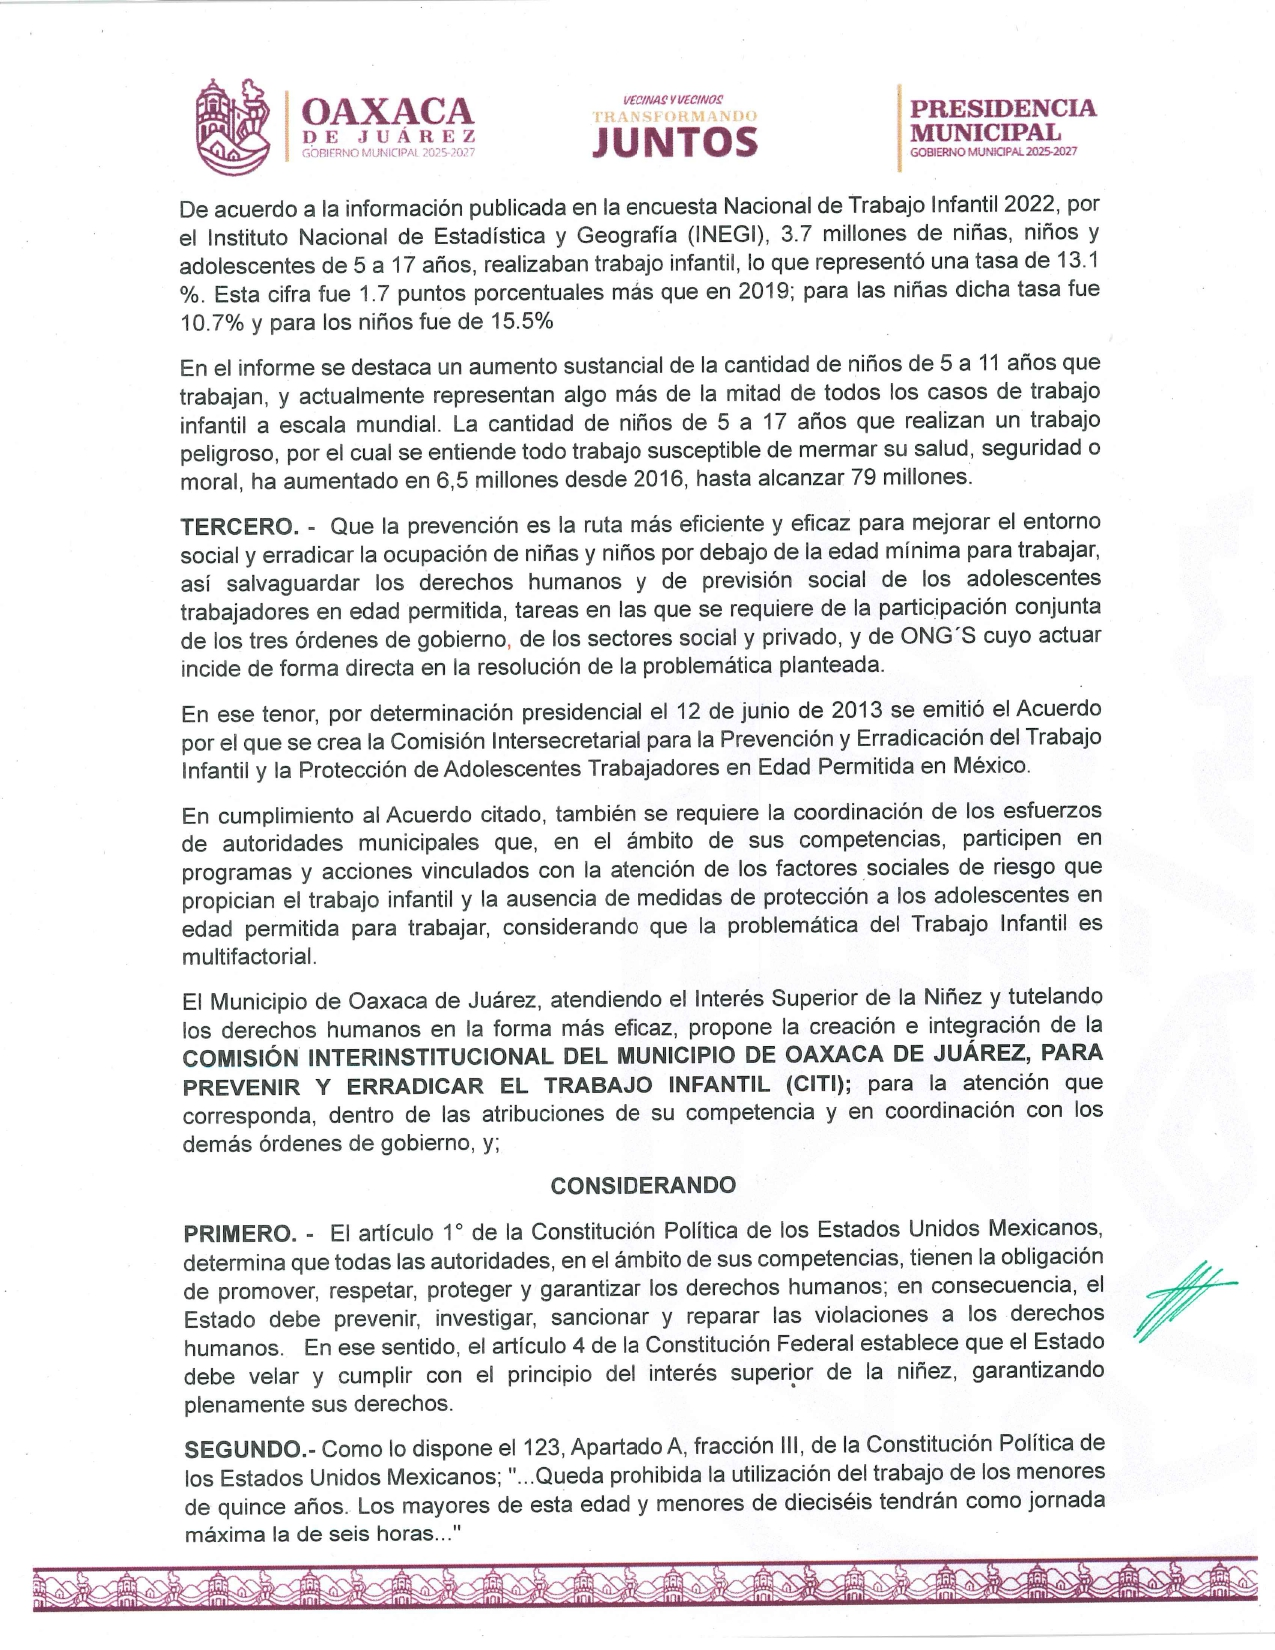 OAXACA
DE JUÁREZ
GOBIERNO MUNICIPAL 2025-2027
VECINAS Y VECINOS
TRANSFORMANDO
JUNTOS
PRESIDENCIA
MUNICIPAL
GOBIERNO MUNICIPAL 2025-2027
De acuerdo a la información publicada en la encuesta Nacional de Trabajo Infantil 2022, por
el Instituto Nacional de Estadística y Geografía (INEGI), 3.7 millones de niñas, niños y
adolescentes de 5 a 17 años, realizaban trabajo infantil, lo que representó una tasa de 13.1
%. Esta cifra fue 1.7 puntos porcentuales más que en 2019; para las niñas dicha tasa fue
10.7% y para los niños fue de 15.5%
En el informe se destaca un aumento sustancial de la cantidad de niños de 5 a 11 años que
trabajan, y actualmente representan algo más de la mitad de todos los casos de trabajo
infantil a escala mundial. La cantidad de niños de 5 a 17 años que realizan un trabajo
peligroso, por el cual se entiende todo trabajo susceptible de mermar su salud, seguridad o
moral, ha aumentado en 6,5 millones desde 2016, hasta alcanzar 79 millones.
TERCERO. - Que la prevención es la ruta más eficiente y eficaz para mejorar el entorno
social y erradicar la ocupación de niñas y niños por debajo de la edad mínima para trabajar,
así salvaguardar los derechos humanos y de previsión social de los adolescentes
trabajadores en edad permitida, tareas en las que se requiere de la participación conjunta
de los tres órdenes de gobierno, de los sectores social y privado, y de ONG´S cuyo actuar
incide de forma directa en la resolución de la problemática planteada.
En ese tenor, por determinación presidencial el 12 de junio de 2013 se emitió el Acuerdo
por el que se crea la Comisión Intersecretarial para la Prevención y Erradicación del Trabajo
Infantil y la Protección de Adolescentes Trabajadores en Edad Permitida en México.
En cumplimiento al Acuerdo citado, también se requiere la coordinación de los esfuerzos
de autoridades municipales que, en el ámbito de sus competencias, participen en
programas y acciones vinculados con la atención de los factores sociales de riesgo que
propician el trabajo infantil y la ausencia de medidas de protección a los adolescentes en
edad permitida para trabajar, considerando que la problemática del Trabajo Infantil es
multifactorial.
El Municipio de Oaxaca de Juárez, atendiendo el Interés Superior de la Niñez y tutelando
los derechos humanos en la forma más eficaz, propone la creación e integración de la
COMISIÓN INTERINSTITUCIONAL DEL MUNICIPIO DE OAXACA DE JUÁREZ, PARA
PREVENIR Y ERRADICAR EL TRABAJO INFANTIL (CITI); para la atención que
corresponda, dentro de las atribuciones de su competencia y en coordinación con los
demás órdenes de gobierno, y;
CONSIDERANDO
PRIMERO. - El artículo 1° de la Constitución Política de los Estados Unidos Mexicanos,
determina que todas las autoridades, en el ámbito de sus competencias, tienen la obligación
de promover, respetar, proteger y garantizar los derechos humanos; en consecuencia, el
Estado debe prevenir, investigar, sancionar y reparar las violaciones a los derechos
humanos. En ese sentido, el artículo 4 de la Constitución Federal establece que el Estado
debe velar y cumplir con el principio del interés superior de la niñez, garantizando
plenamente sus derechos.
SEGUNDO.- Como lo dispone el 123, Apartado A, fracción III, de la Constitución Política de
los Estados Unidos Mexicanos; "...Queda prohibida la utilización del trabajo de los menores
de quince años. Los mayores de esta edad y menores de dieciséis tendrán como jornada
máxima la de seis horas..."